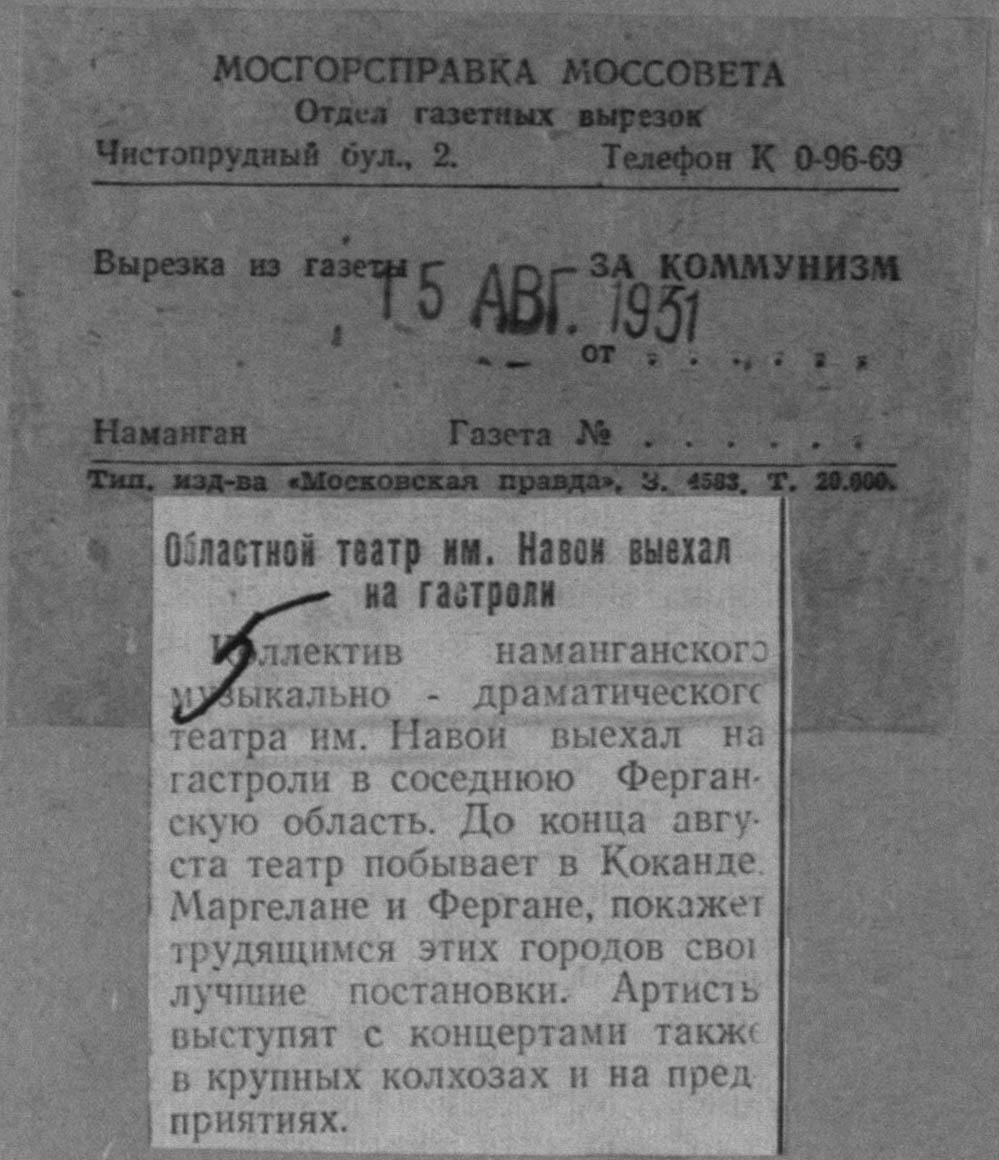 МОСГОРСПРАВКА МОССОВЕТА
Отдел газетных вырезок
Чистопрудный бул., 2. Телефон К 0-96-69
Вырезка из газеты ЗА КОММУНИЗМ
15 АВГ. 1951
от . . . . . .
Наманган Газета № . . . . . .
Тип. изд-ва «Московская правда». З. 4583. Т. 20.000.
Областной театр им. Навои выехал
на гастроли
Коллектив наманганского
музыкально - драматического
театра им. Навои выехал на
гастроли в соседнюю Ферган-
скую область. До конца авгу-
ста театр побывает в Коканде,
Маргелане и Фергане, покажет
трудящимся этих городов свои
лучшие постановки. Артисты
выступят с концертами также
в крупных колхозах и на пред
приятиях.